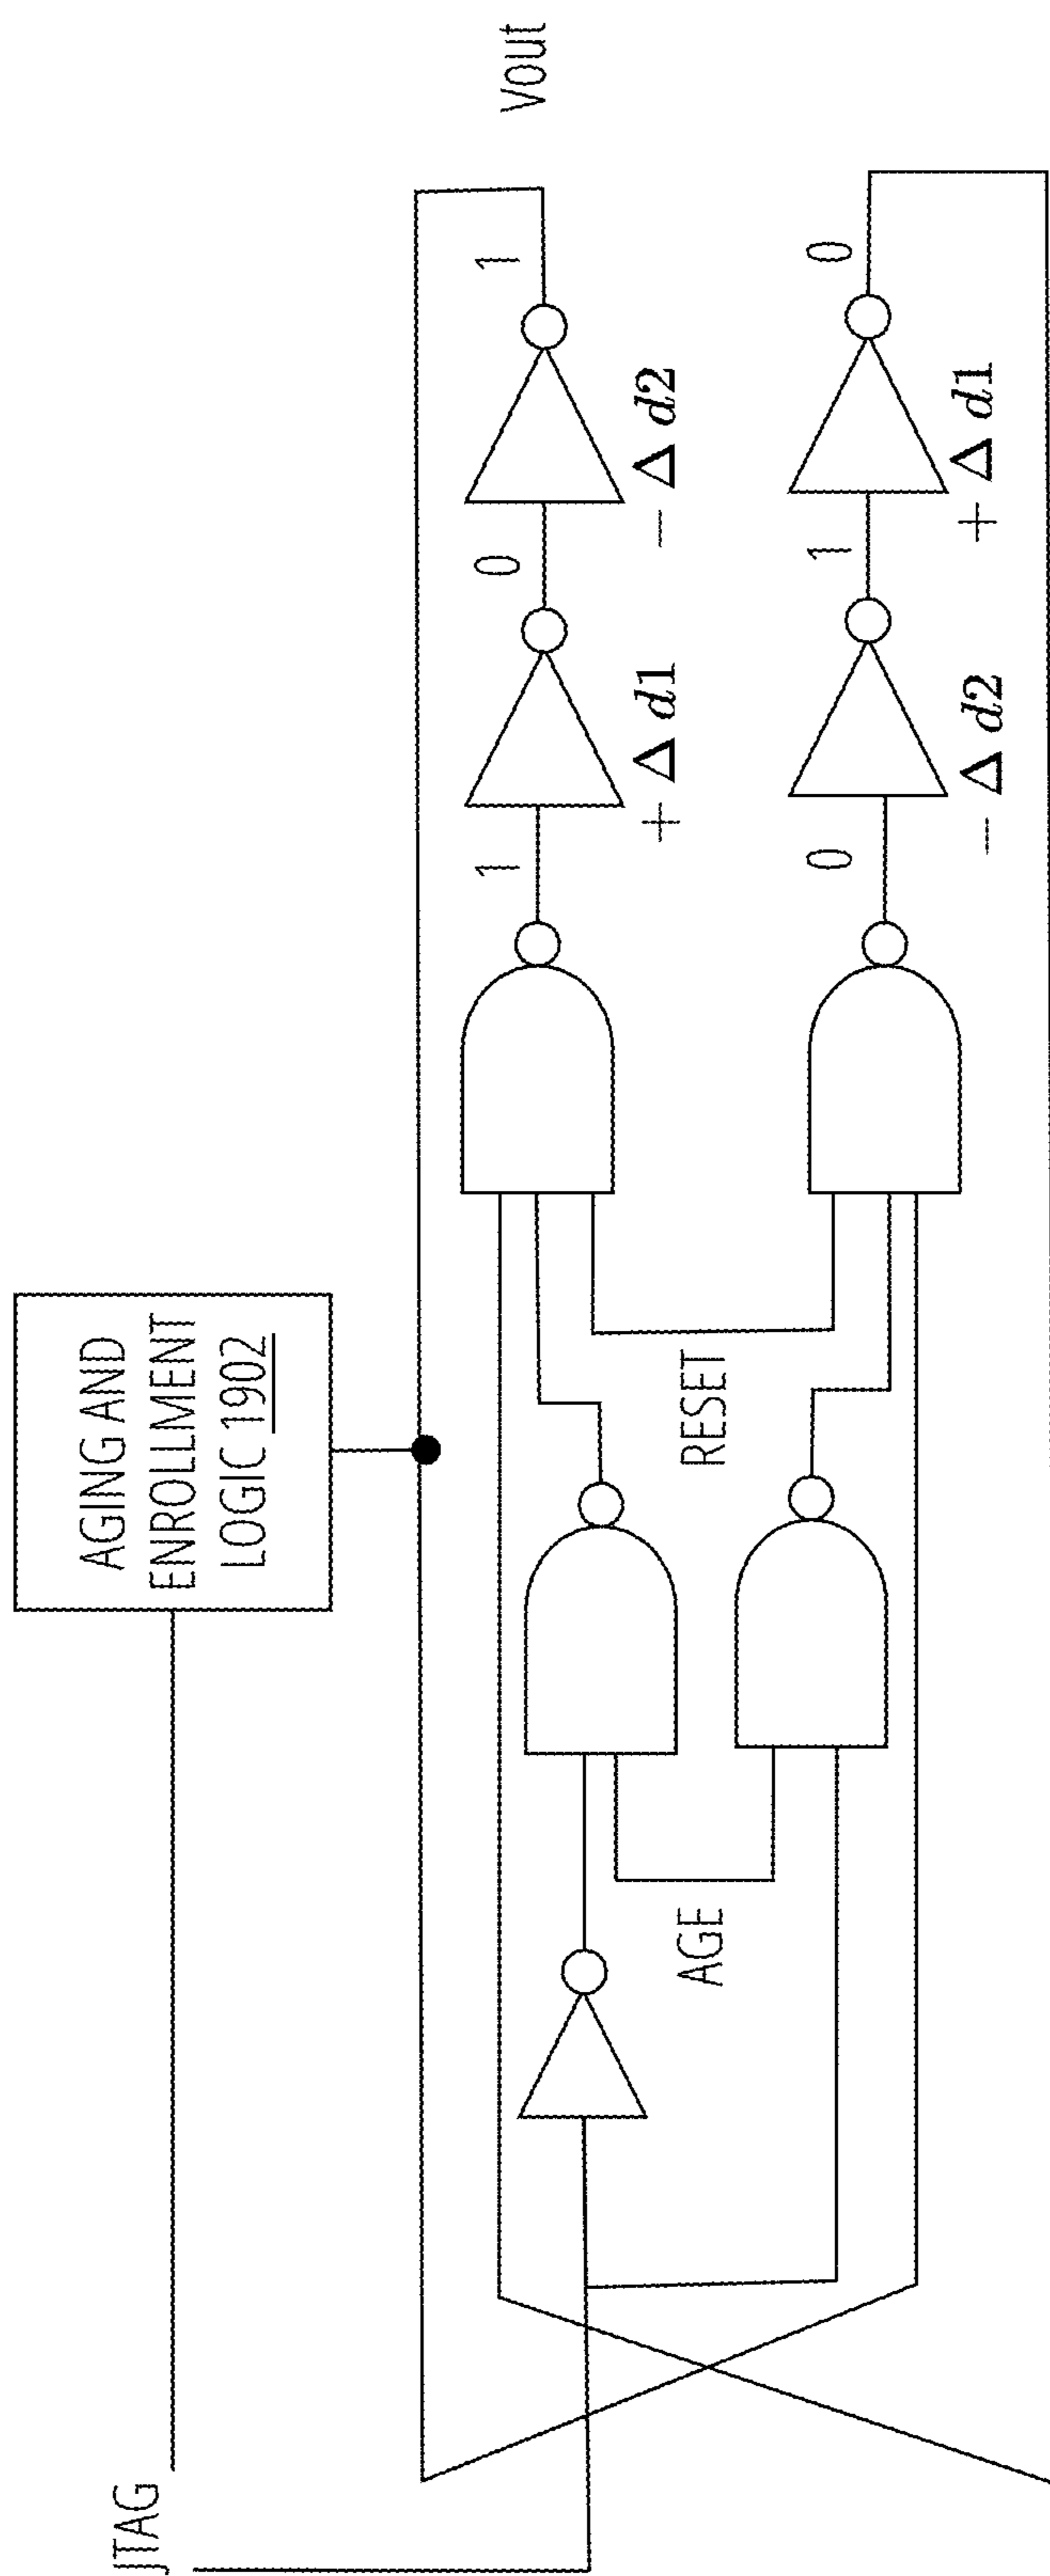 JTAG
AGING AND
ENROLLMENT
LOGIC 1902
Vout
1
0
1
+ Δ d1
− Δ d2
AGE
RESET
0
1
0
− Δ d2
+ Δ d1